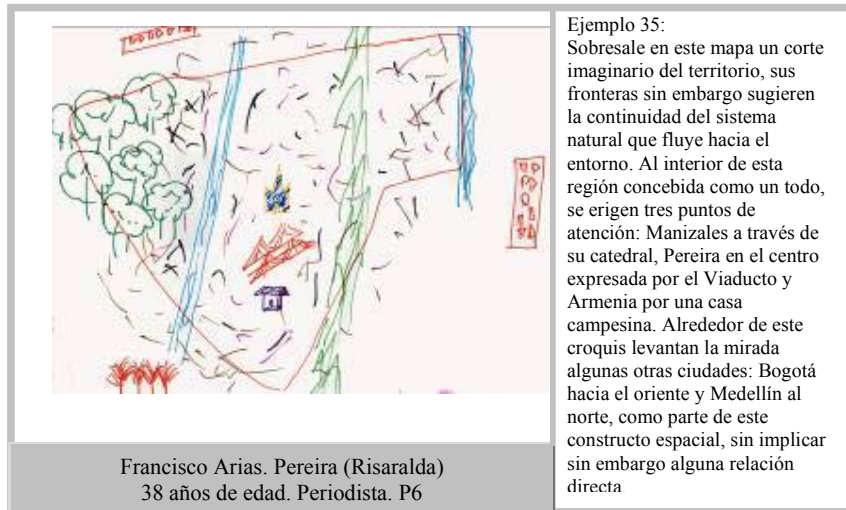 Ejemplo 35:
Sobresale en este mapa un corte
imaginario del territorio, sus
fronteras sin embargo sugieren
la continuidad del sistema
natural que fluye hacia el
entorno. Al interior de esta
región concebida como un todo,
se erigen tres puntos de
atención: Manizales a través de
su catedral, Pereira en el centro
expresada por el Viaducto y
Armenia por una casa
campesina. Alrededor de este
croquis levantan la mirada
algunas otras ciudades: Bogotá
hacia el oriente y Medellín al
norte, como parte de este
constructo espacial, sin implicar
sin embargo alguna relación
directa.
Francisco Arias. Pereira (Risaralda)
38 años de edad. Periodista. P6